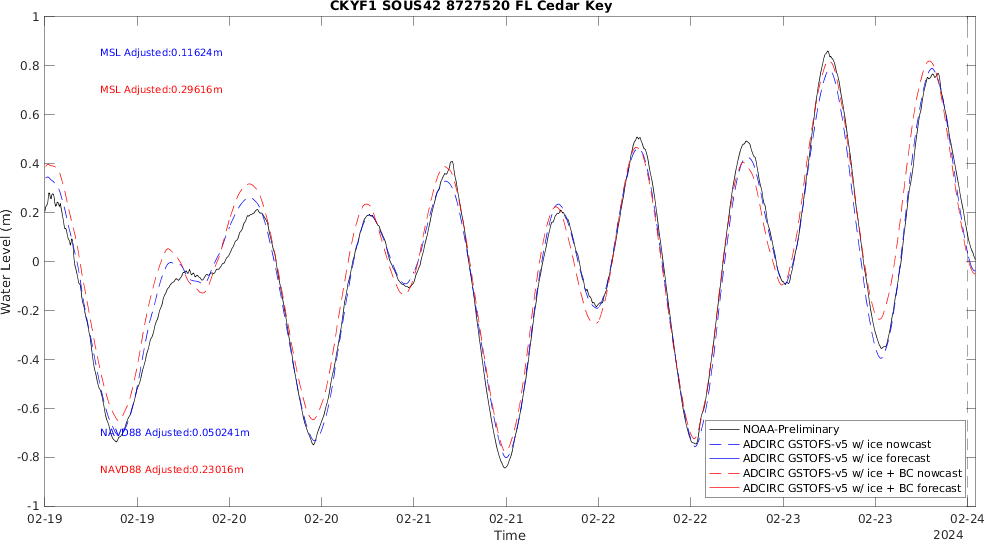 CKYF1 SOUS42 8727520 FL Cedar Key
1
0.8
0.6
0.4
0.2
0
-0.2
-0.4
-0.6
-0.8
-1
Water Level (m)
MSL Adjusted:0.11624m
MSL Adjusted:0.29616m
NAVD88 Adjusted:0.050241m
NAVD88 Adjusted:0.23016m
NOAA-Preliminary
ADCIRC GSTOFS-v5 w/ ice nowcast
ADCIRC GSTOFS-v5 w/ ice forecast
ADCIRC GSTOFS-v5 w/ ice + BC nowcast
ADCIRC GSTOFS-v5 w/ ice + BC forecast
02-19 02-19 02-20 02-20 02-21 02-21 02-22 02-22 02-23 02-23 02-24
Time
2024